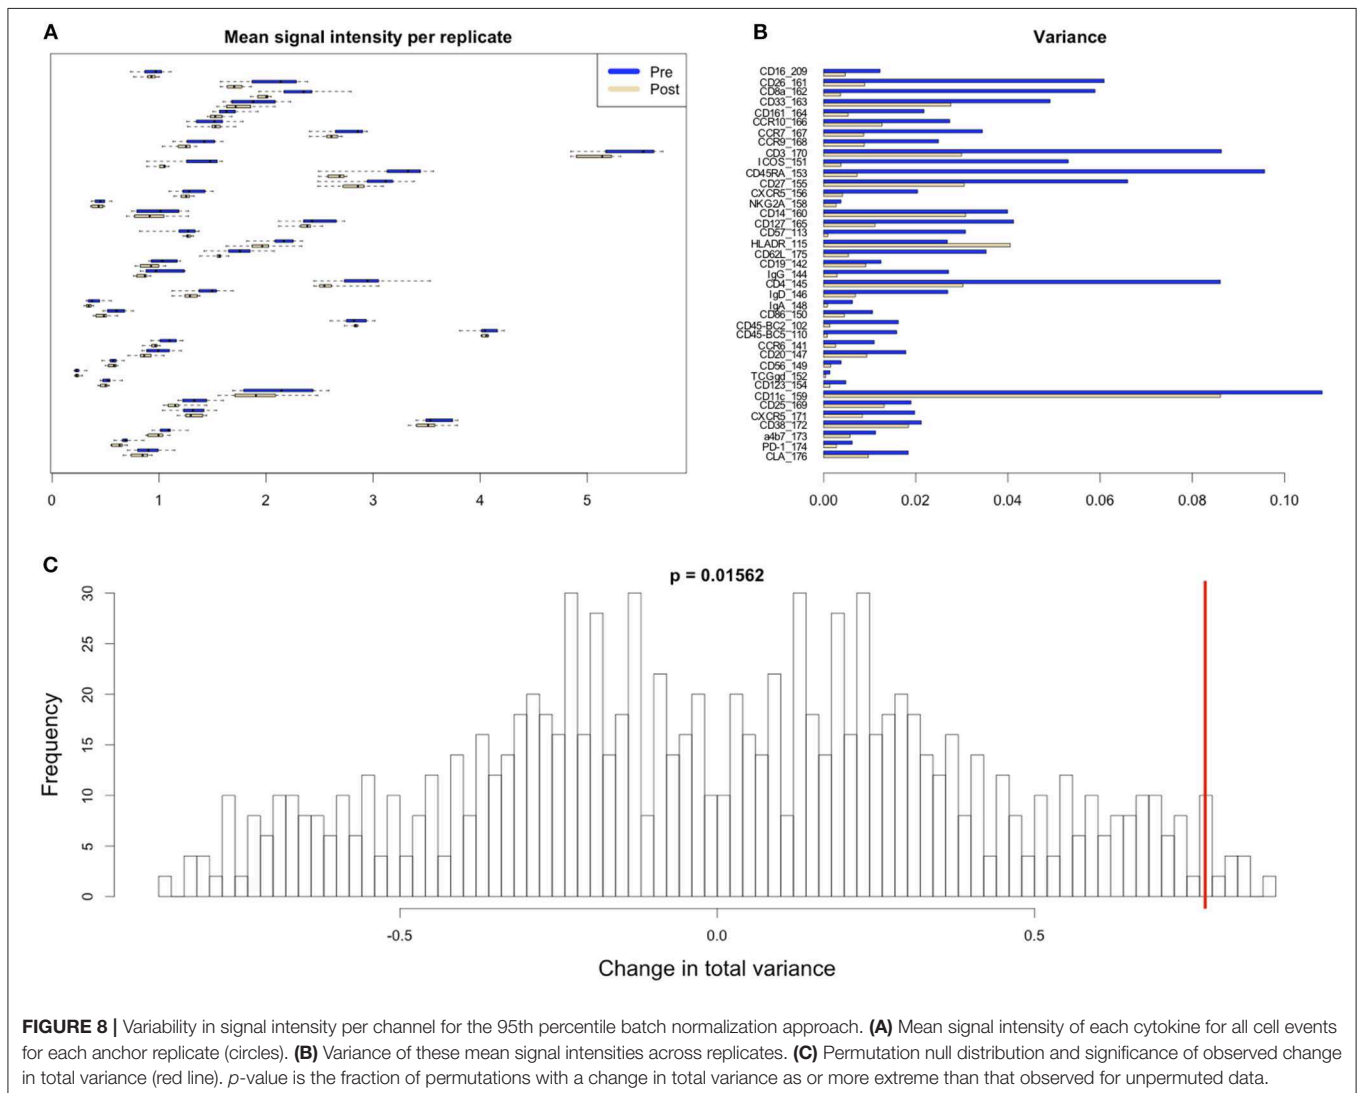 A
Mean signal intensity per replicate
Pre
Post
0 1 2 3 4 5
B
Variance
CD16_209
CD26_161
CD8a_162
CD33_163
CD161_164
CCR10_166
CCR7_167
CCR9_168
CD3_170
ICOS_151
CD45RA_153
CD27_155
CXCR5_156
NKG2A_158
CD14_160
CD127_165
CD57_113
HLADR_115
CD62L_175
CD19_142
IgG_144
CD4_145
IgD_146
IgA_148
CD86_150
CD45-BC2_102
CD45-BC5_110
CCR6_141
CD20_147
CD56_149
TCGgd_152
CD123_154
CD11c_159
CD25_169
CXCR5_171
CD38_172
a4b7_173
PD-1_174
CLA_176
0.00 0.02 0.04 0.06 0.08 0.10
C
p = 0.01562
Frequency
30
25
20
15
10
5
0
-0.5 0.0 0.5
Change in total variance
FIGURE 8 | Variability in signal intensity per channel for the 95th percentile batch normalization approach. (A) Mean signal intensity of each cytokine for all cell events
for each anchor replicate (circles). (B) Variance of these mean signal intensities across replicates. (C) Permutation null distribution and significance of observed change
in total variance (red line). p-value is the fraction of permutations with a change in total variance as or more extreme than that observed for unpermuted data.